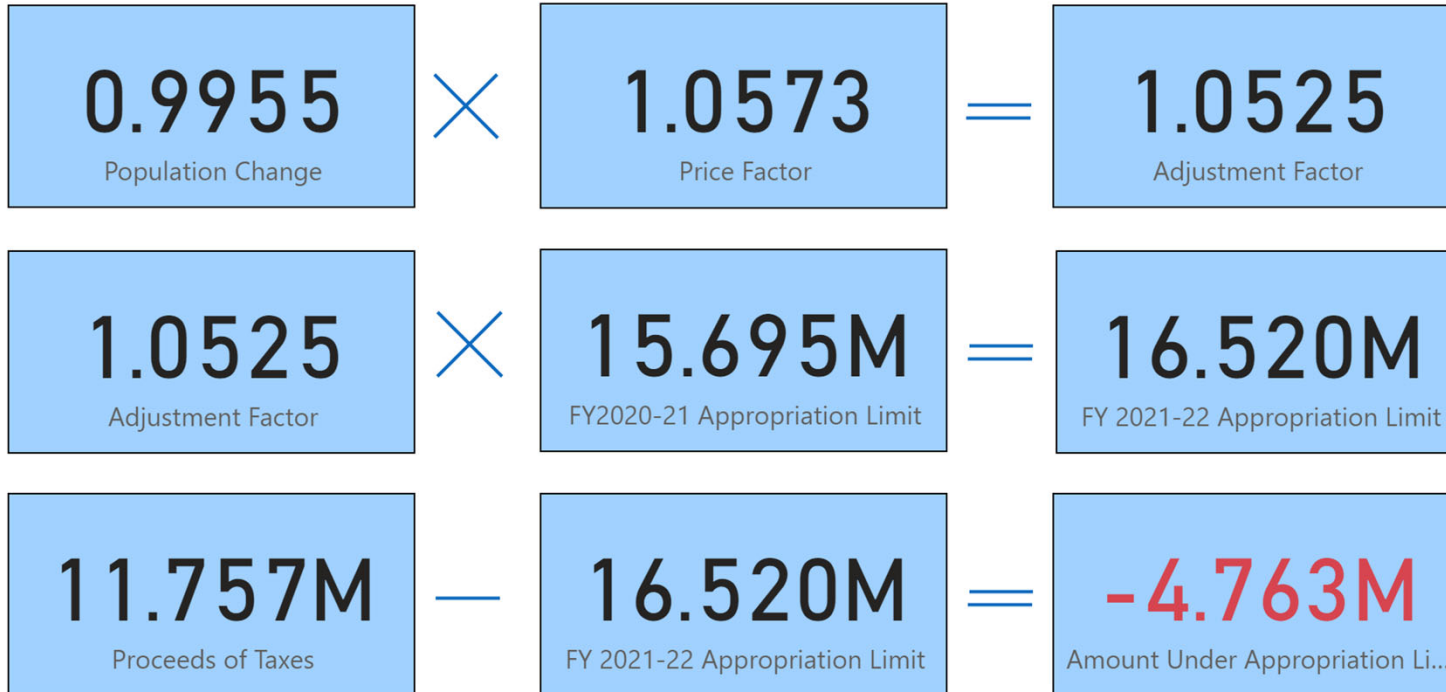 0.9955 × 1.0573 = 1.0525
Population Change Price Factor Adjustment Factor
1.0525 × 15.695M = 16.520M
Adjustment Factor FY2020-21 Appropriation Limit FY 2021-22 Appropriation Limit
11.757M — 16.520M = -4.763M
Proceeds of Taxes FY 2021-22 Appropriation Limit Amount Under Appropriation Li...